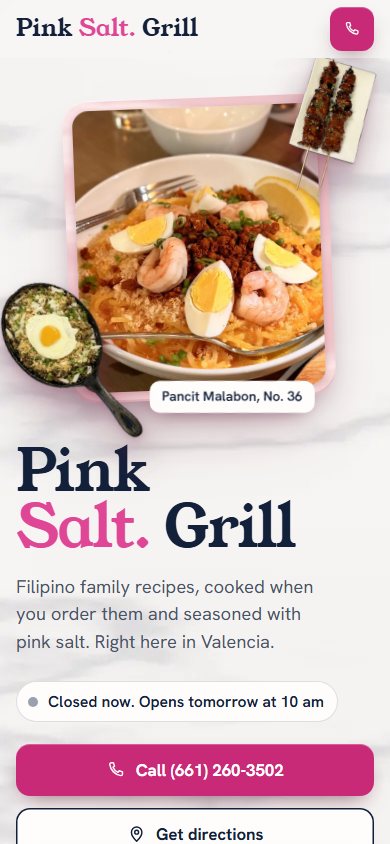 Pink Salt. Grill
Pancit Malabon, No. 36
Pink
Salt. Grill
Filipino family recipes, cooked when
you order them and seasoned with
pink salt. Right here in Valencia.
Closed now. Opens tomorrow at 10 am
Call (661) 260-3502
Get directions